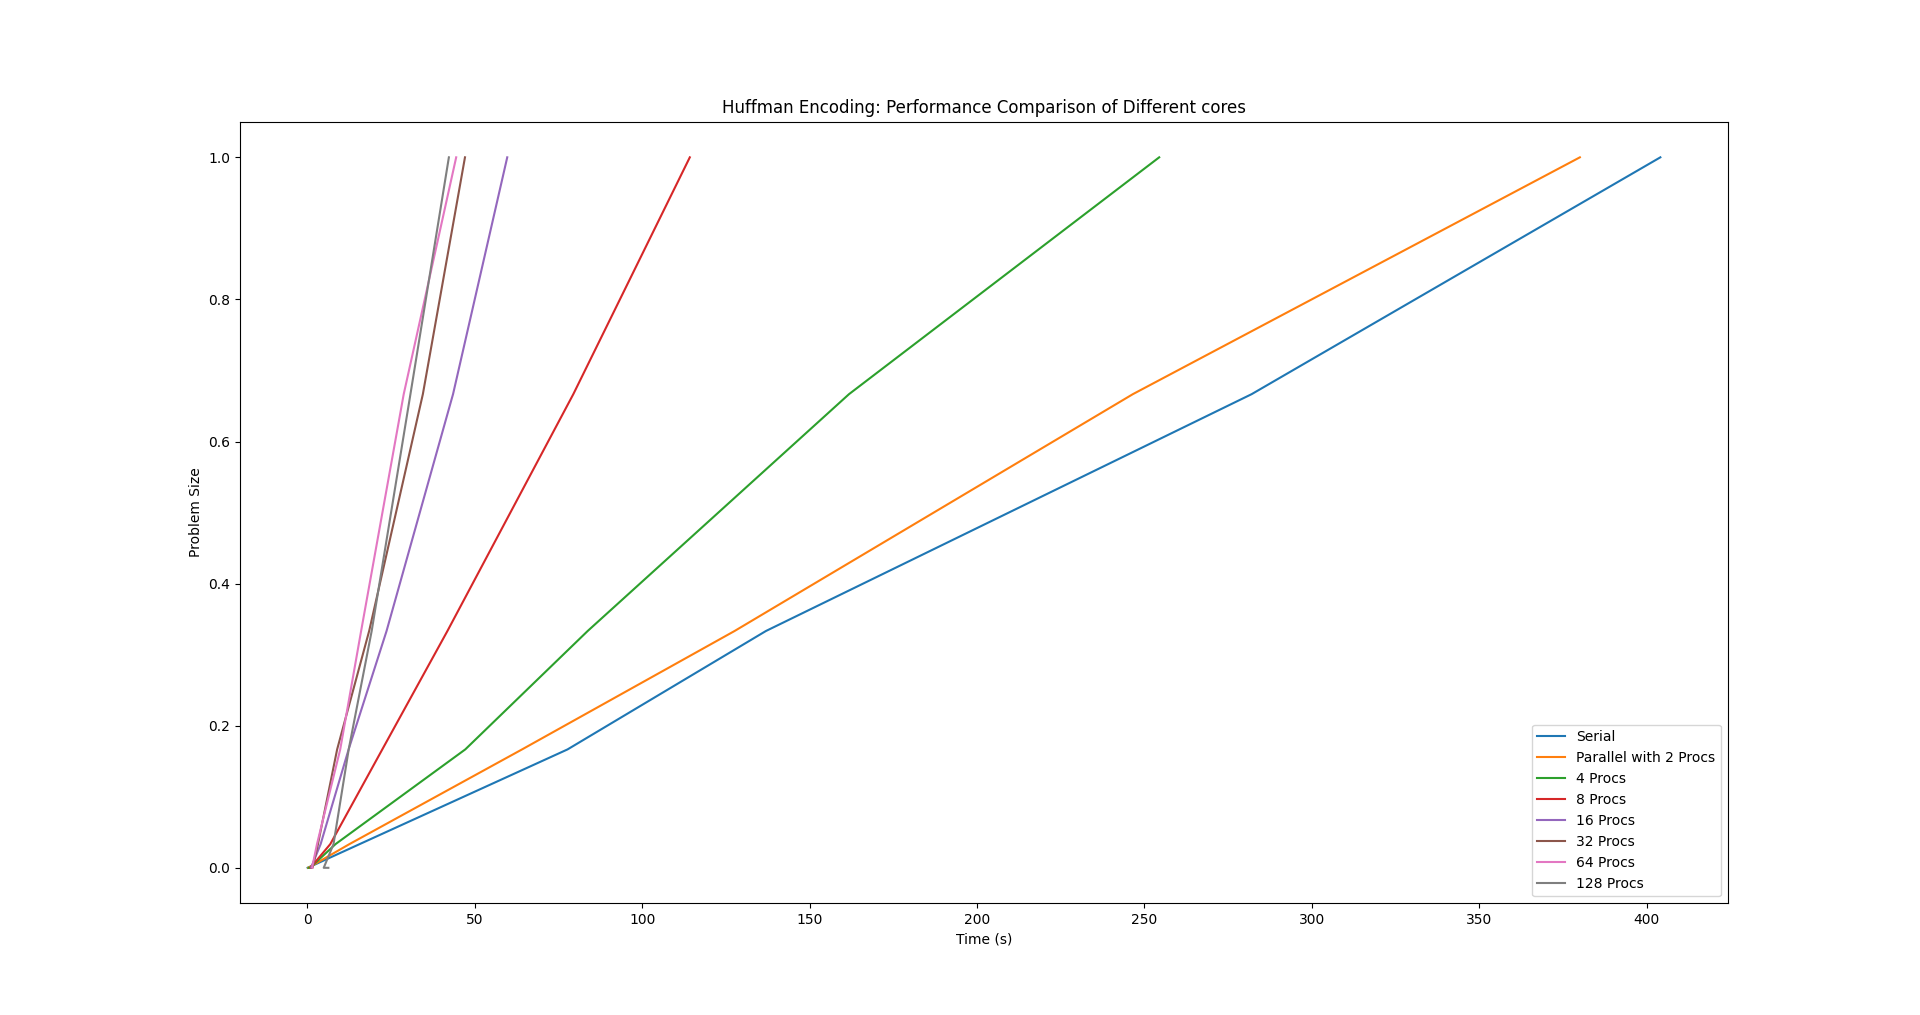 Huffman Encoding: Performance Comparison of Different cores
1.0
0.8
0.6
0.4
0.2
0.0
Problem Size
0 50 100 150 200 250 300 350 400
Time (s)
Serial
Parallel with 2 Procs
4 Procs
8 Procs
16 Procs
32 Procs
64 Procs
128 Procs